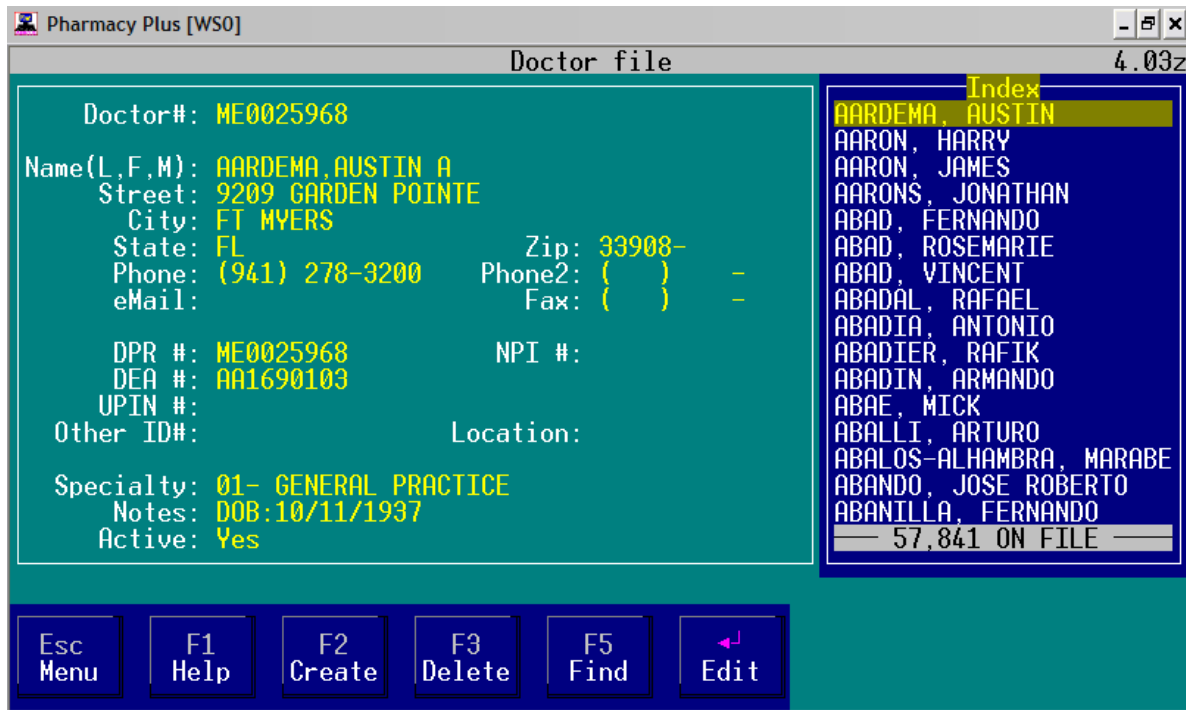 Pharmacy Plus [WS0]
Doctor file 4.03z
Doctor#: ME0025968
Name(L,F,M): AARDEMA,AUSTIN A
Street: 9209 GARDEN POINTE
City: FT MYERS
State: FL Zip: 33908-
Phone: (941) 278-3200 Phone2: ( ) -
eMail: Fax: ( ) -
DPR #: ME0025968 NPI #:
DEA #: AA1690103
UPIN #:
Other ID#: Location:
Specialty: 01- GENERAL PRACTICE
Notes: DOB:10/11/1937
Active: Yes
Index
AARDEMA, AUSTIN
AARON, HARRY
AARON, JAMES
AARONS, JONATHAN
ABAD, FERNANDO
ABAD, ROSEMARIE
ABAD, VINCENT
ABADAL, RAFAEL
ABADIA, ANTONIO
ABADIER, RAFIK
ABADIN, ARMANDO
ABAE, MICK
ABALLI, ARTURO
ABALOS-ALHAMBRA, MARABE
ABANDO, JOSE ROBERTO
ABANILLA, FERNANDO
57,841 ON FILE
Esc F1 F2 F3 F5
Menu Help Create Delete Find Edit